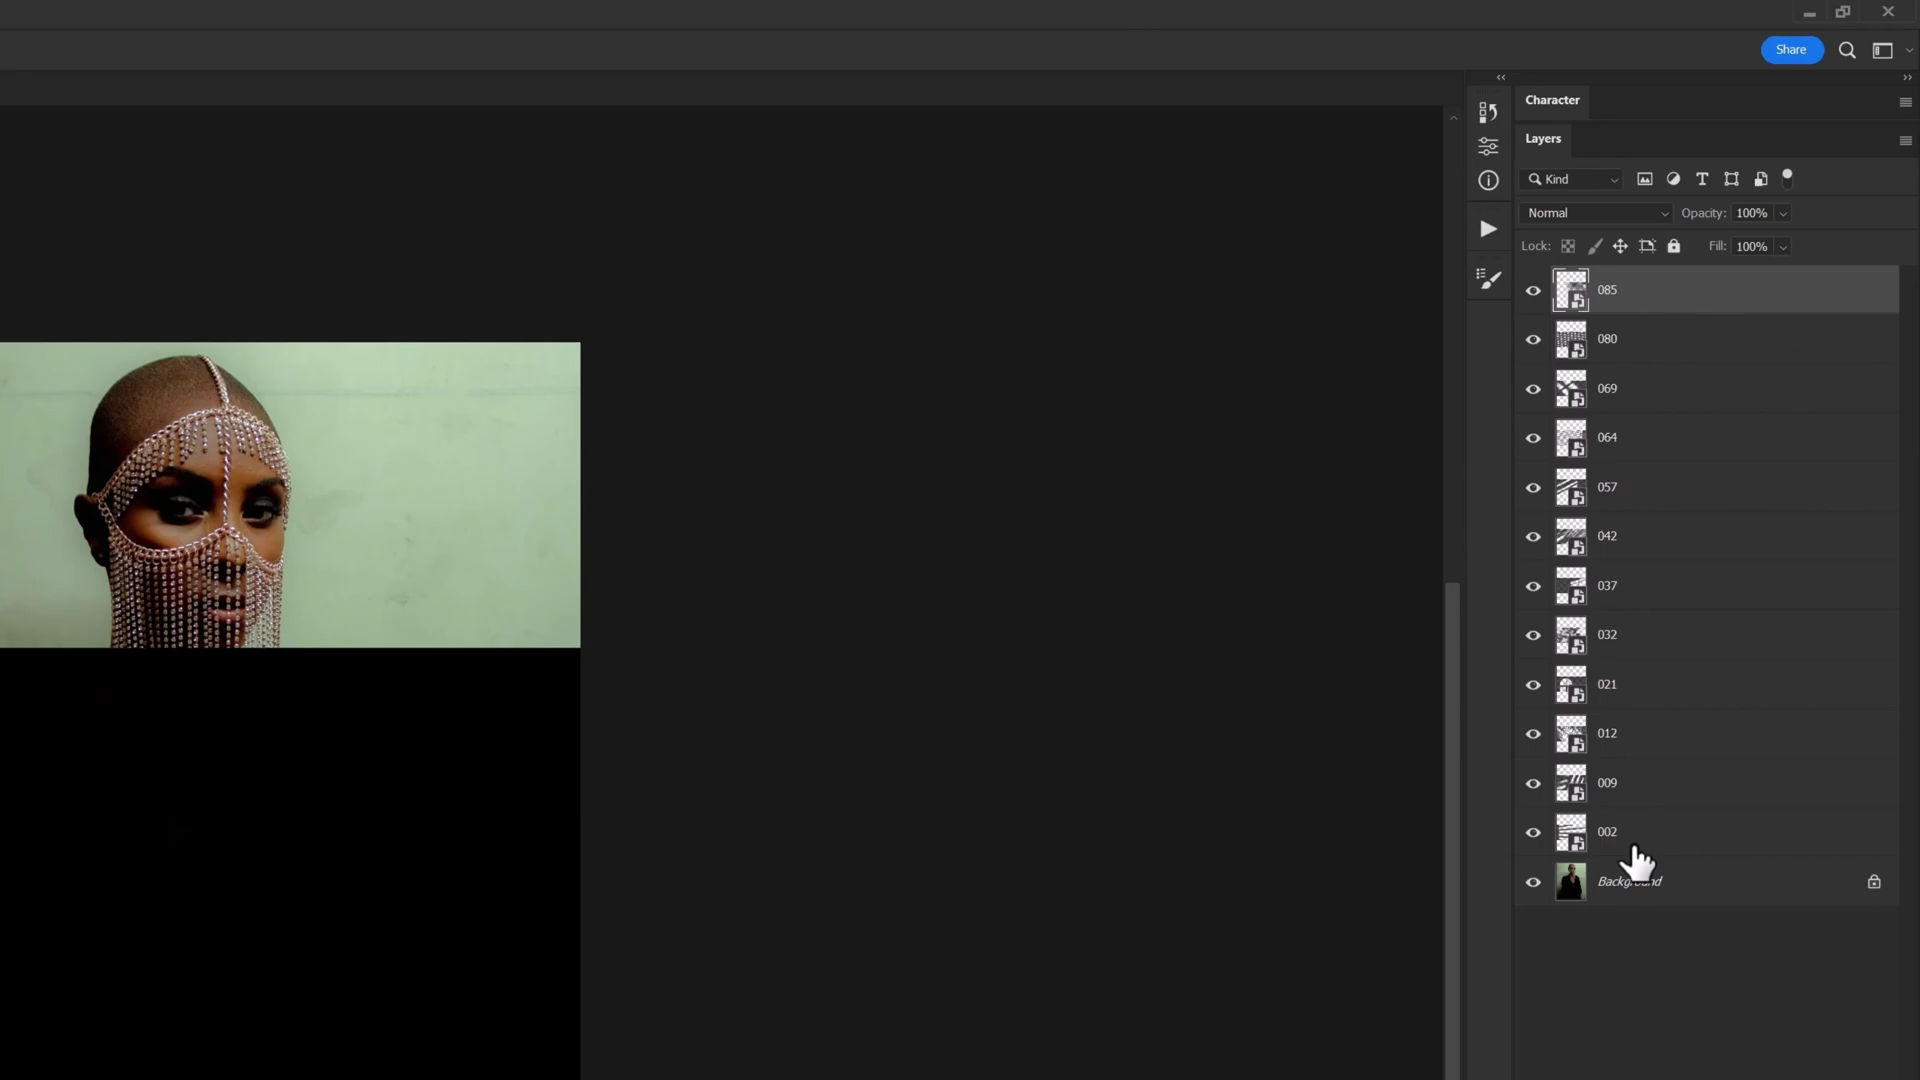 Share
Character
Layers
Kind
Normal Opacity: 100%
Lock: Fill: 100%
085
080
069
064
057
042
037
032
021
012
009
002
Background